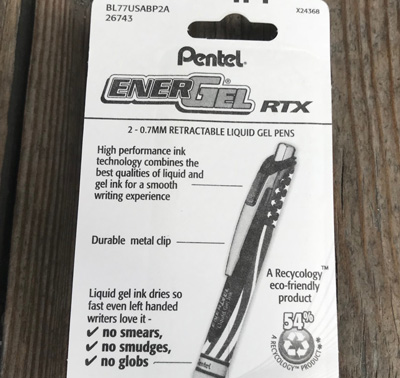 BL77USABP2A
26743
X24368
Pentel®
ENERGEL® RTX
2 - 0.7MM RETRACTABLE LIQUID GEL PENS
High performance ink
technology combines the
best qualities of liquid and
gel ink for a smooth
writing experience
Durable metal clip
Liquid gel ink dries so
fast even left handed
writers love it -
✓ no smears,
✓ no smudges,
✓ no globs
A Recycology™
eco-friendly
product
54%
A RECYCOLOGY™ PRODUCT